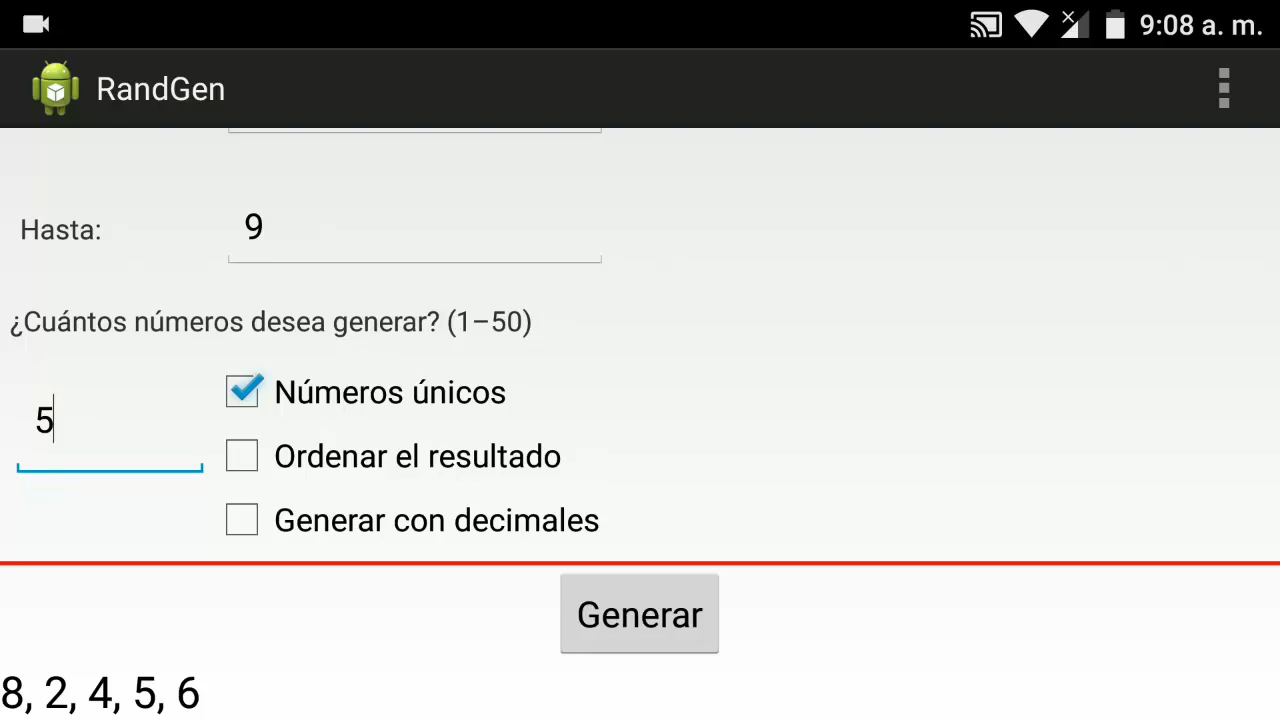 9:08 a. m.
RandGen
Hasta: 9
¿Cuántos números desea generar? (1–50)
5
Números únicos
Ordenar el resultado
Generar con decimales
Generar
8, 2, 4, 5, 6